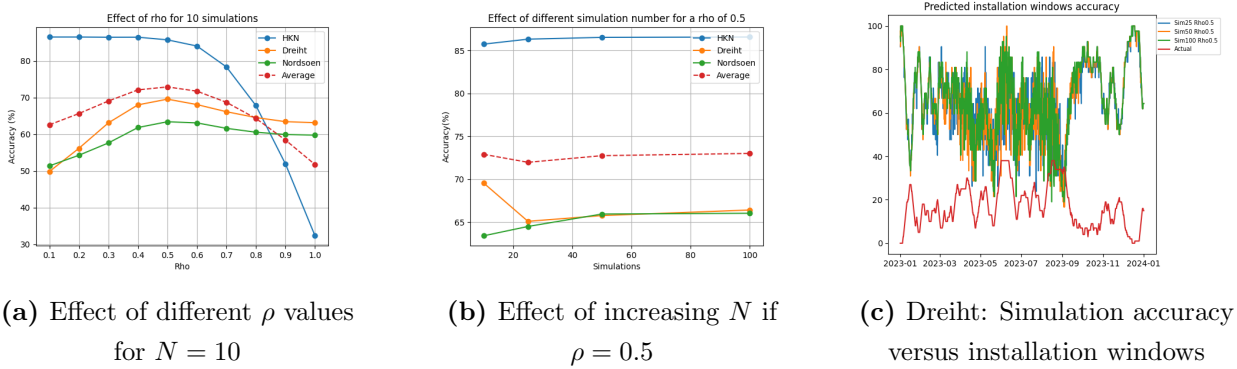 Effect of rho for 10 simulations
HKN
Dreiht
Nordsoen
Average
Accuracy (%)
90
80
70
60
50
40
30
0.1 0.2 0.3 0.4 0.5 0.6 0.7 0.8 0.9 1.0
Rho
Effect of different simulation number for a rho of 0.5
HKN
Dreiht
Nordsoen
Average
Accuracy(%)
85
80
75
70
65
20 40 60 80 100
Simulations
Predicted installation windows accuracy
Sim25 Rho0.5
Sim50 Rho0.5
Sim100 Rho0.5
Actual
100
80
60
40
20
0
2023-01 2023-03 2023-05 2023-07 2023-09 2023-11 2024-01
(a) Effect of different ρ values
for N = 10
(b) Effect of increasing N if
ρ = 0.5
(c) Dreiht: Simulation accuracy
versus installation windows